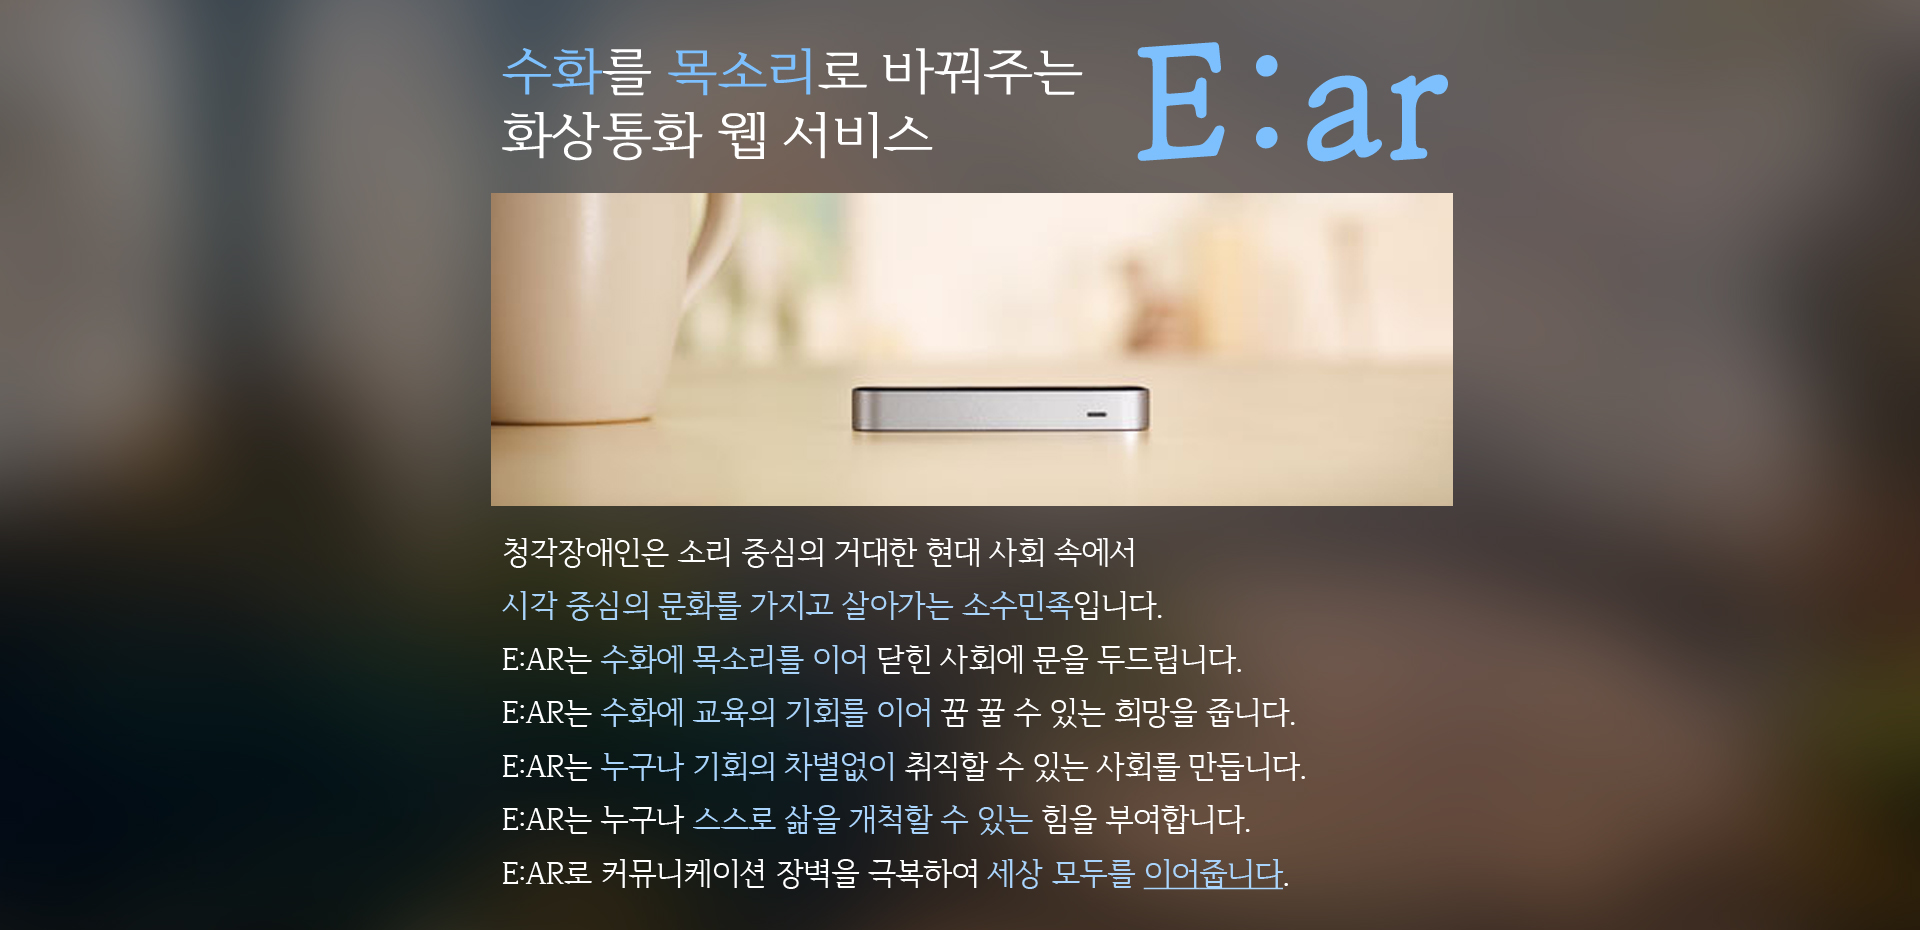 수화를 목소리로 바꿔주는
화상통화 웹 서비스
E:ar
청각장애인은 소리 중심의 거대한 현대 사회 속에서
시각 중심의 문화를 가지고 살아가는 소수민족입니다.
E:AR는 수화에 목소리를 이어 닫힌 사회에 문을 두드립니다.
E:AR는 수화에 교육의 기회를 이어 꿈 꿀 수 있는 희망을 줍니다.
E:AR는 누구나 기회의 차별없이 취직할 수 있는 사회를 만듭니다.
E:AR는 누구나 스스로 삶을 개척할 수 있는 힘을 부여합니다.
E:AR로 커뮤니케이션 장벽을 극복하여 세상 모두를 이어줍니다.